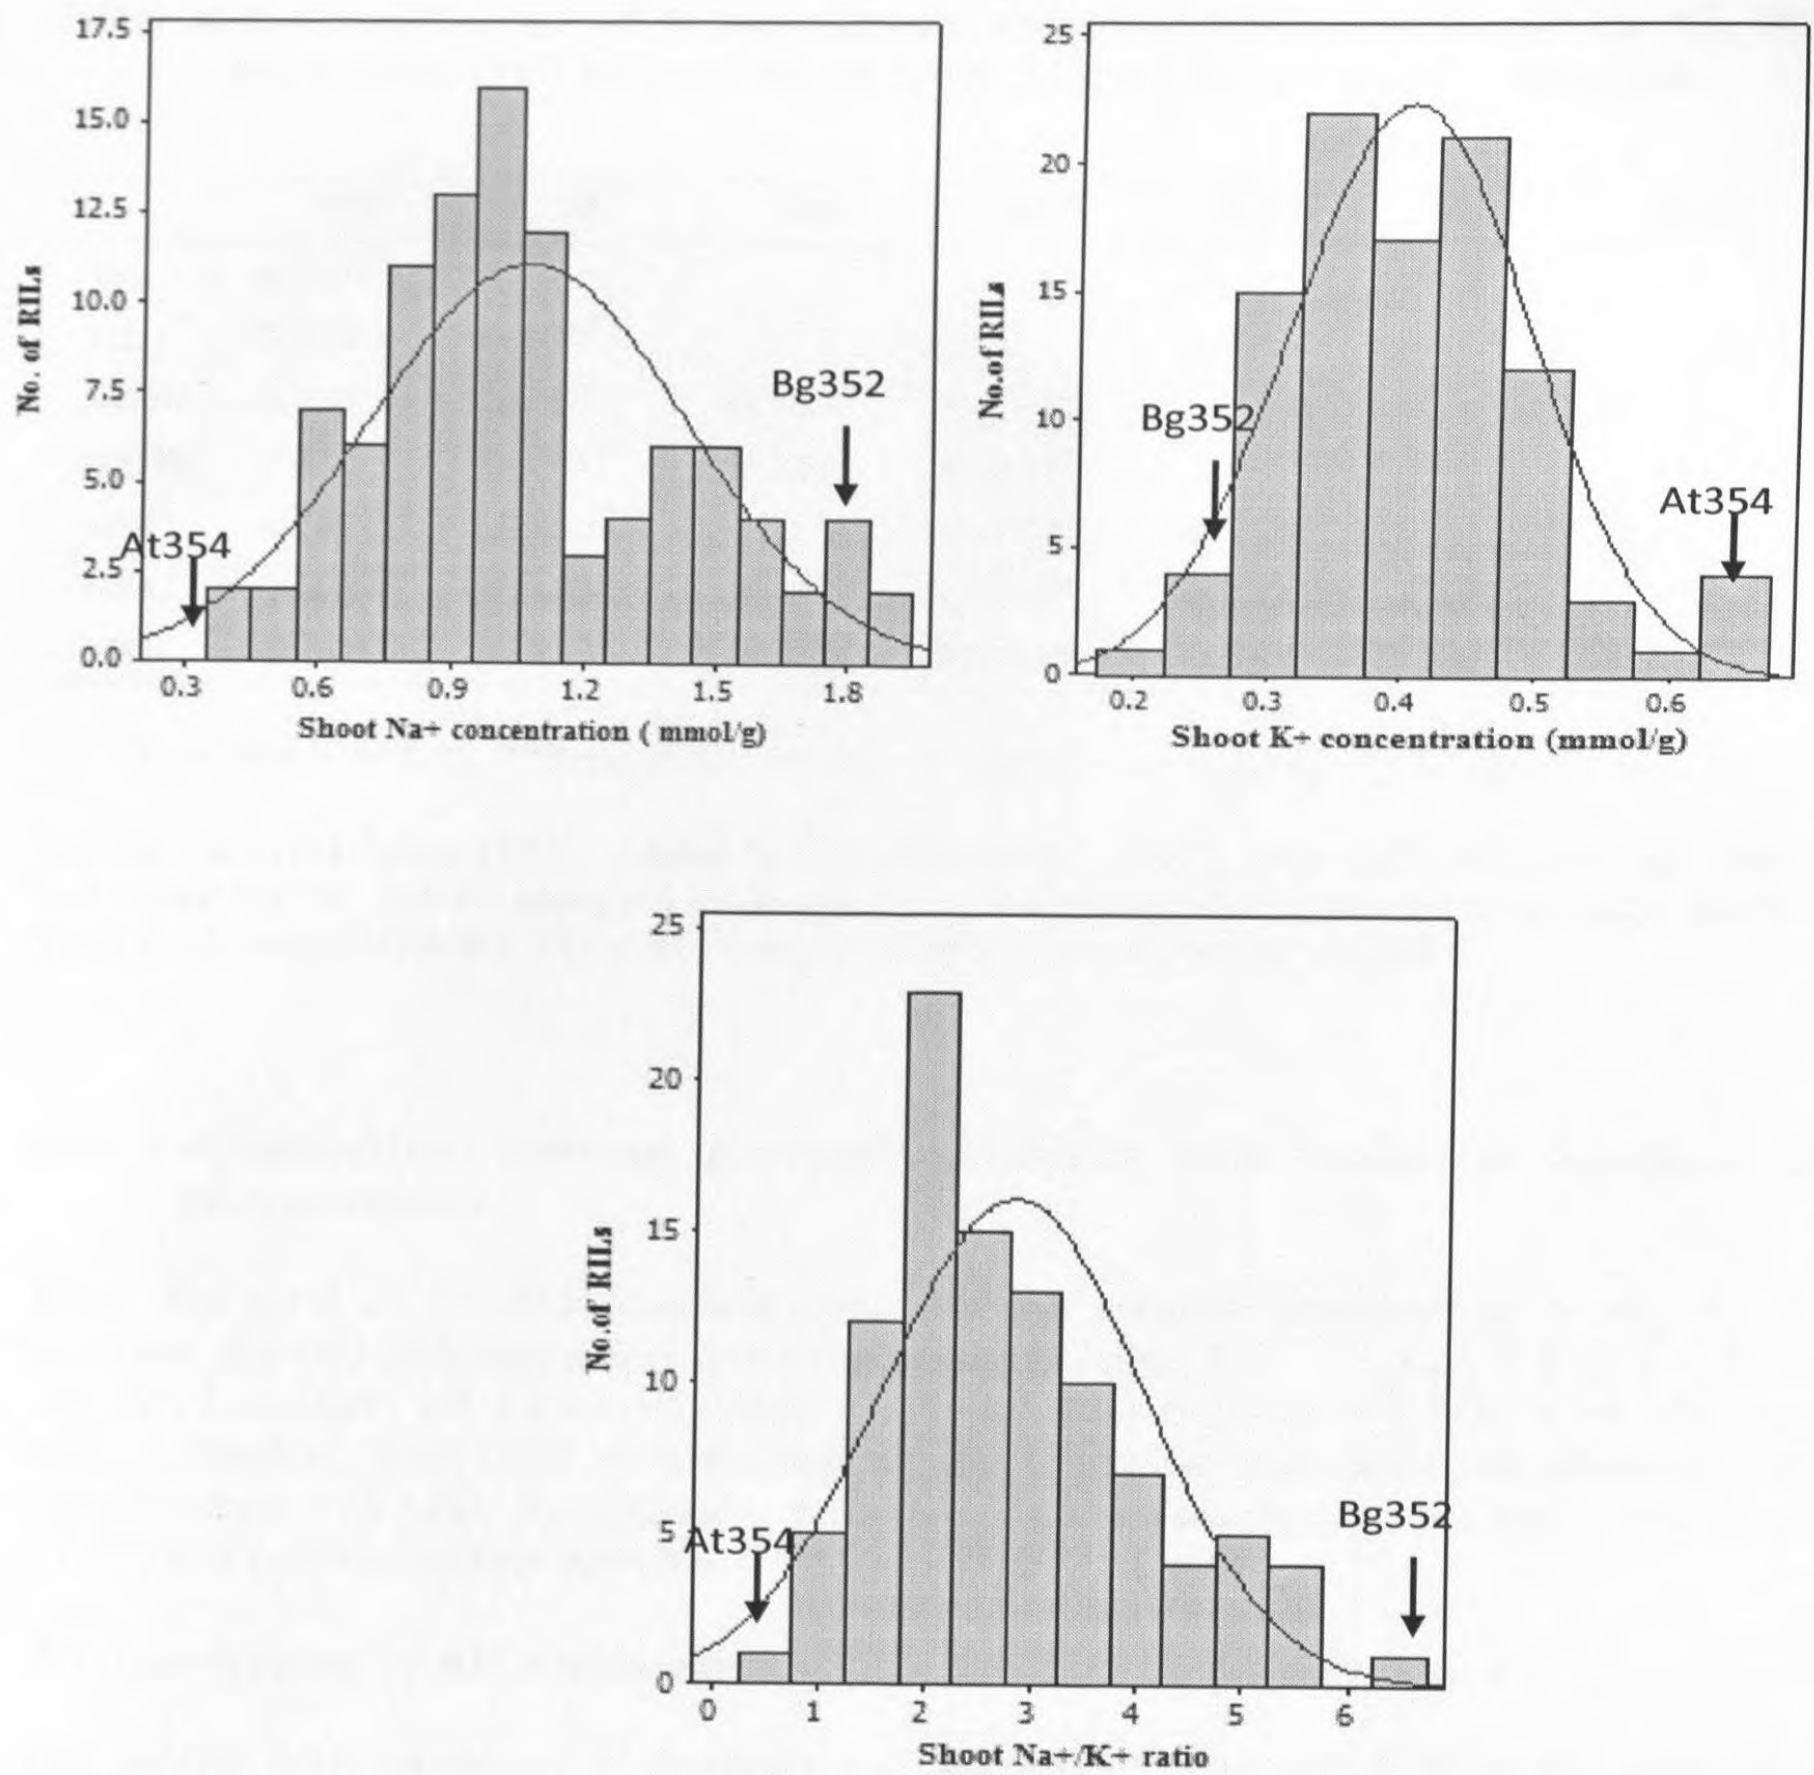 17.5
15.0
12.5
10.0
7.5
5.0
2.5
0.0
No. of RILs
At354
Bg352
0.3 0.6 0.9 1.2 1.5 1.8
Shoot Na+ concentration ( mmol/g)
25
20
15
10
5
0
No.of RILs
Bg352
At354
0.2 0.3 0.4 0.5 0.6
Shoot K+ concentration (mmol/g)
25
20
15
10
5
0
No.of RILs
At354
Bg352
0 1 2 3 4 5 6
Shoot Na+/K+ ratio